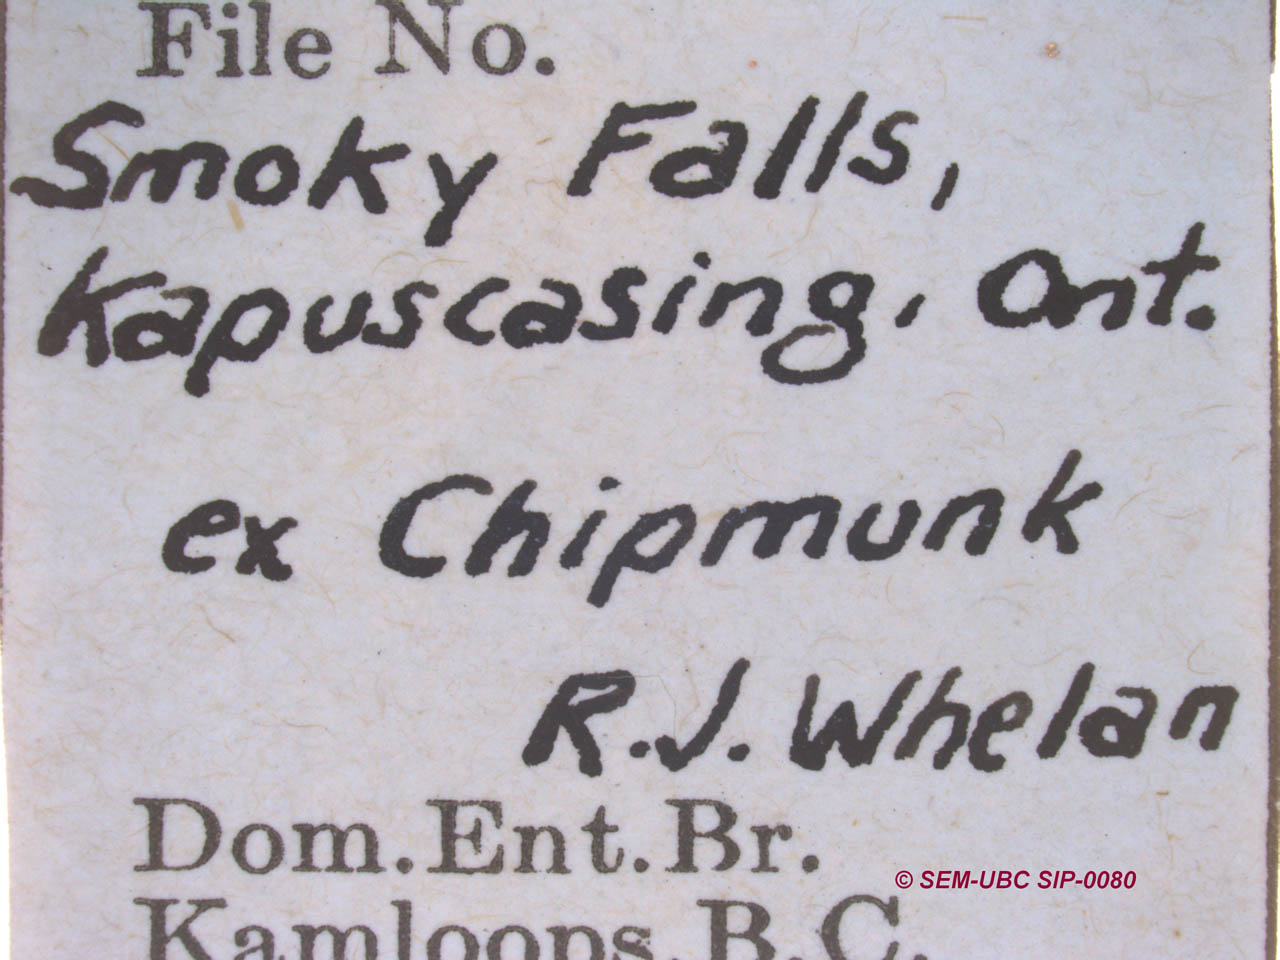 File No.
Smoky Falls,
Kapuscasing, Ont.
ex Chipmunk
R.J. Whelan
Dom.Ent.Br.
© SEM-UBC SIP-0080
Kamloops.B.C.